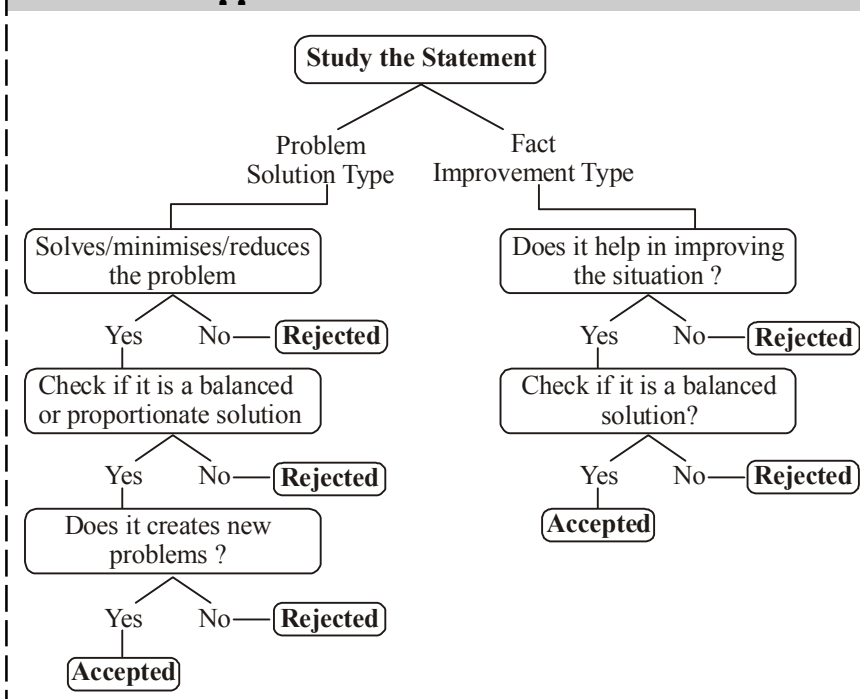 Study the Statement
Problem
Solution Type
Fact
Improvement Type
Solves/minimises/reduces
the problem
Does it help in improving
the situation ?
Yes
No
Rejected
Yes
No
Rejected
Check if it is a balanced
or proportionate solution
Check if it is a balanced
solution?
Yes
No
Rejected
Yes
No
Rejected
Does it creates new
problems ?
Accepted
Yes
No
Rejected
Accepted